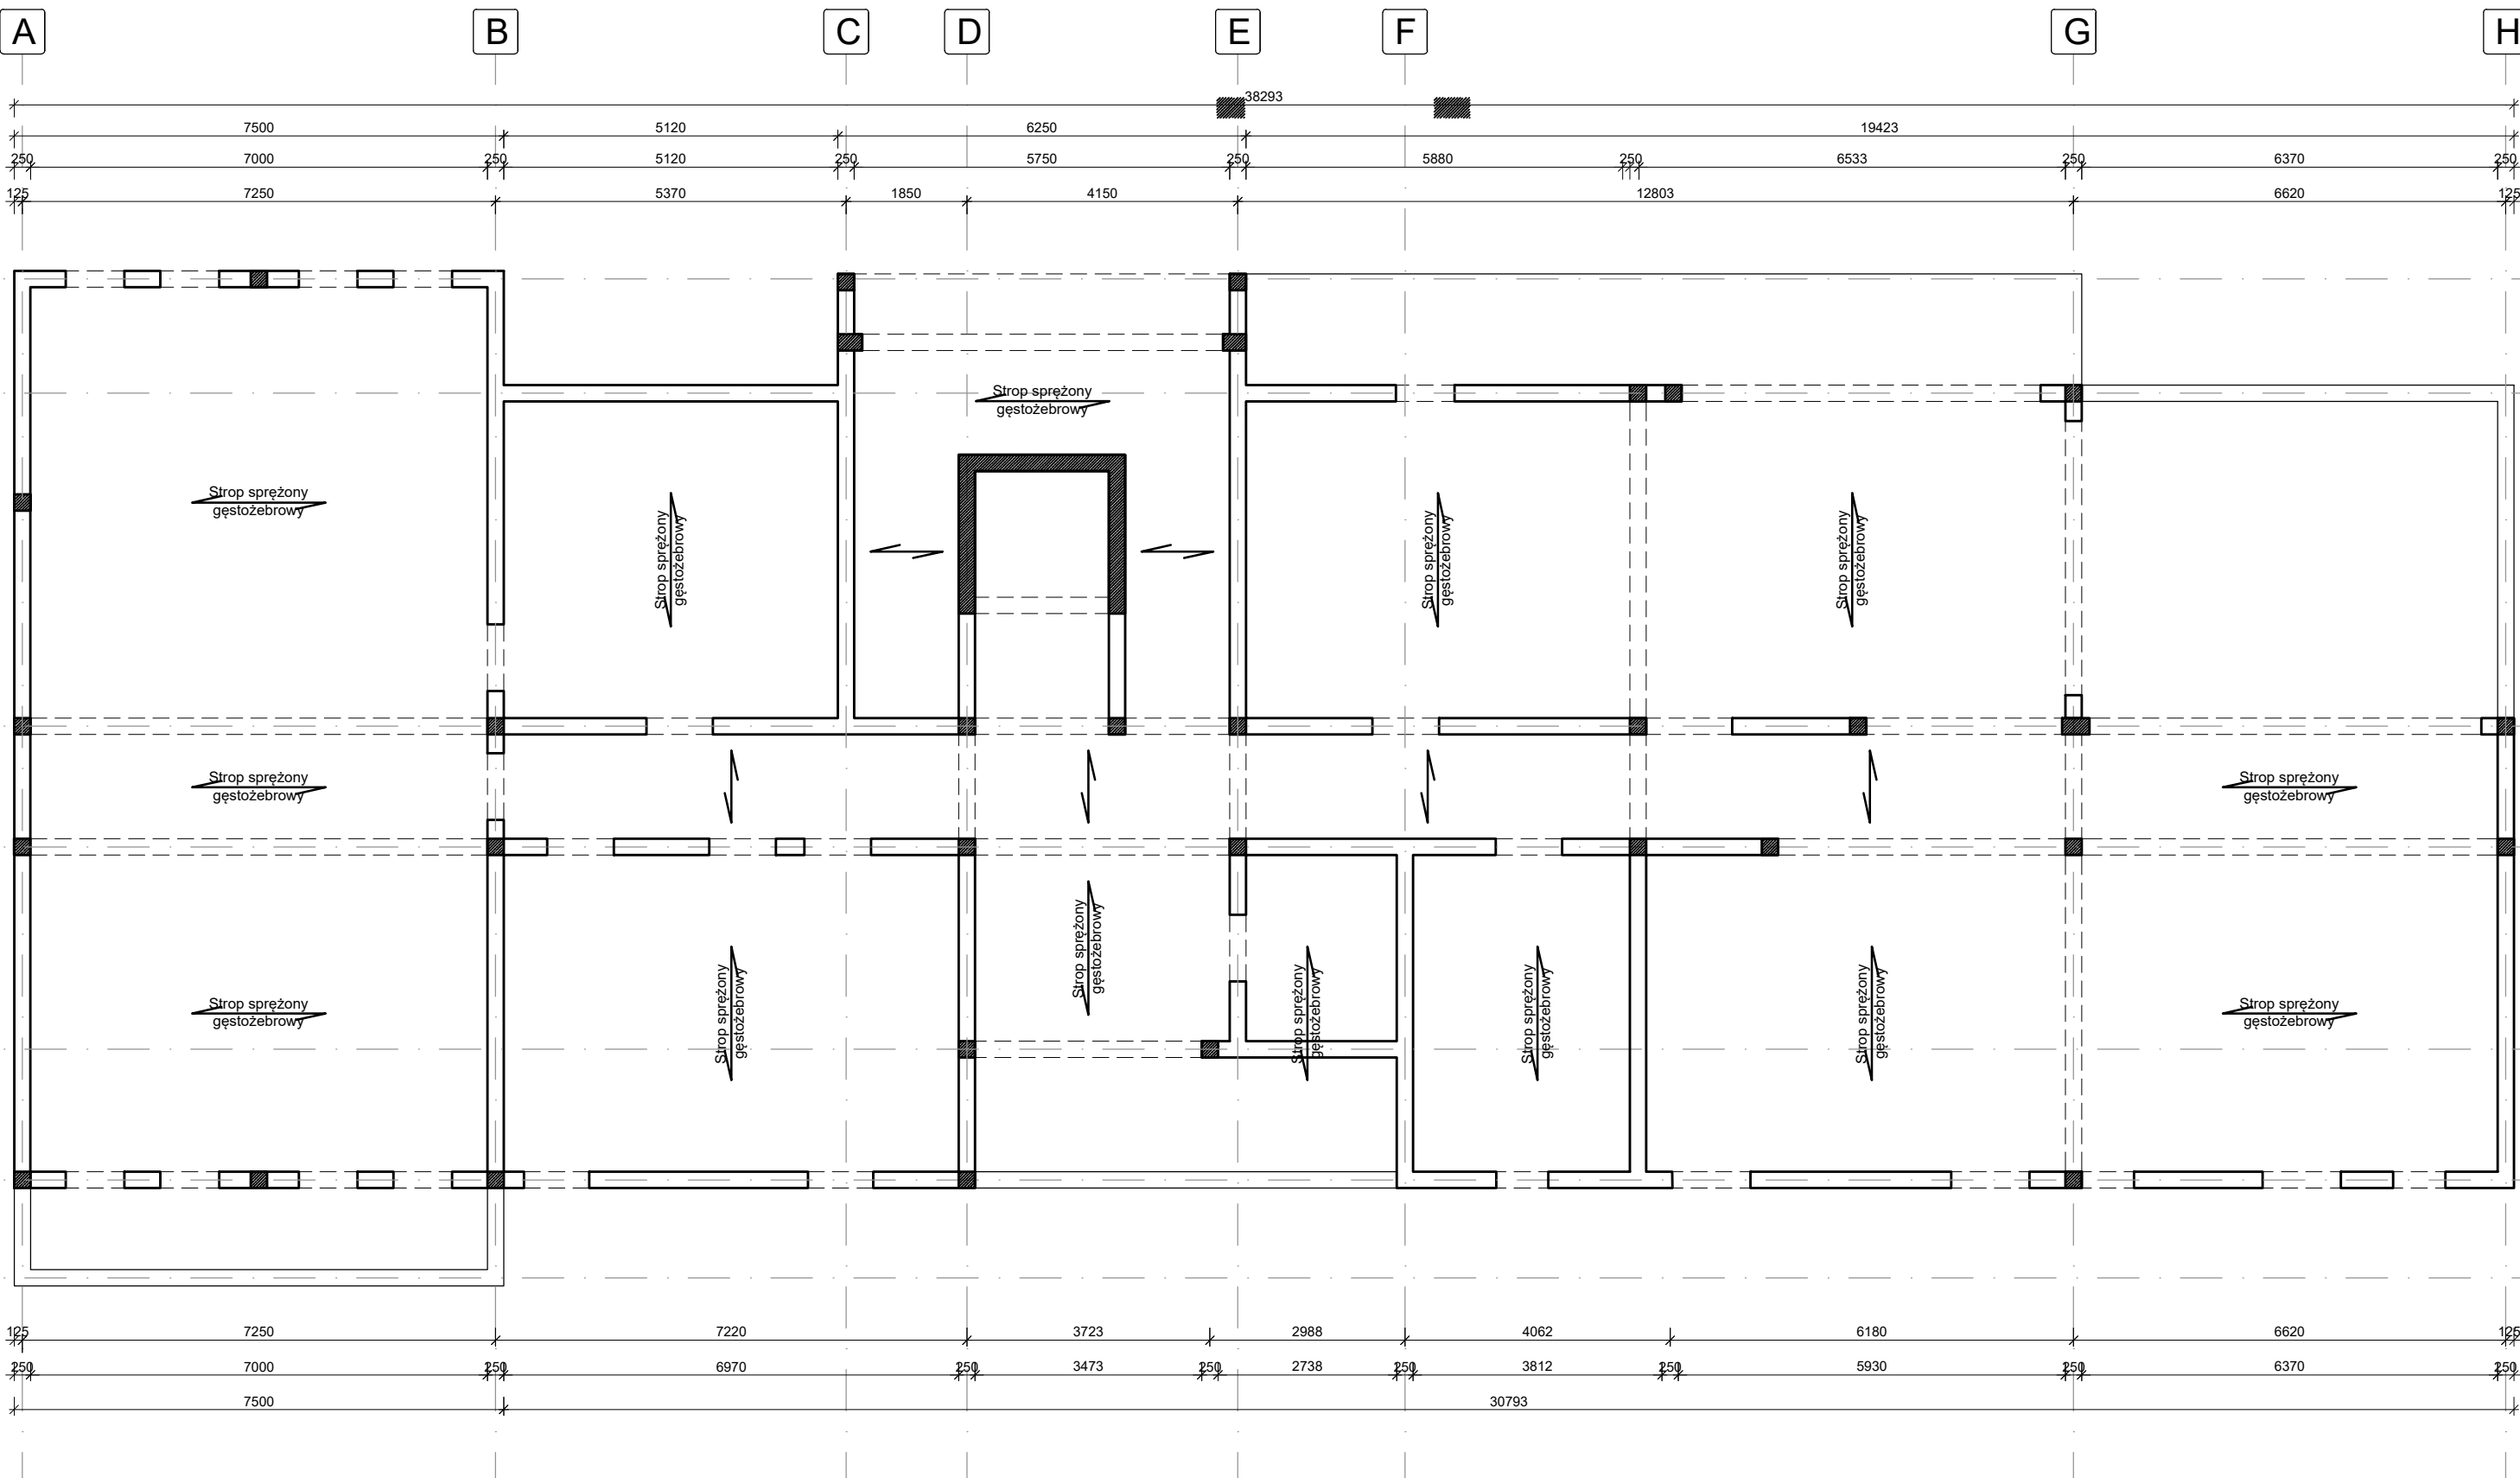 A B C D E F G H
38293
7500 5120 6250 19423
250 7000 250 5120 250 5750 250 5880 250 6533 250 6370 250
125 7250 5370 1850 4150 12803 6620 125
Strop sprężony
gęstożebrowy
Strop sprężony
gęstożebrowy
Strop sprężony
gęstożebrowy
Strop sprężony
gęstożebrowy
Strop sprężony
gęstożebrowy
Strop sprężony
gęstożebrowy
Strop sprężony
gęstożebrowy
Strop sprężony
gęstożebrowy
Strop sprężony
gęstożebrowy
Strop sprężony
gęstożebrowy
Strop sprężony
gęstożebrowy
Strop sprężony
gęstożebrowy
Strop sprężony
gęstożebrowy
Strop sprężony
gęstożebrowy
125 7250 7220 3723 2988 4062 6180 6620 125
250 7000 250 6970 250 3473 250 2738 250 3812 250 5930 250 6370 250
7500 30793